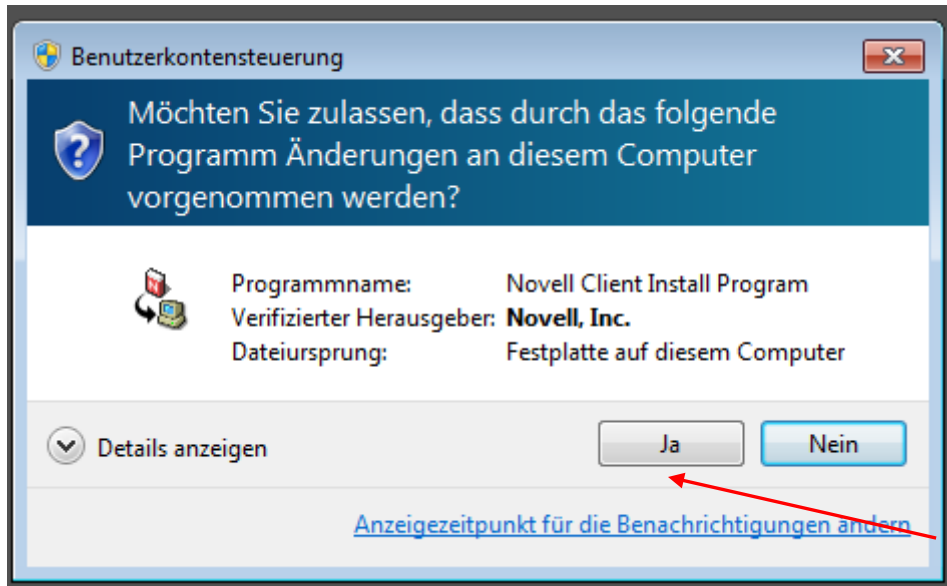 Benutzerkontensteuerung
Möchten Sie zulassen, dass durch das folgende
Programm Änderungen an diesem Computer
vorgenommen werden?
Programmname: Novell Client Install Program
Verifizierter Herausgeber: Novell, Inc.
Dateiursprung: Festplatte auf diesem Computer
Details anzeigen Ja Nein
Anzeigezeitpunkt für die Benachrichtigungen ändern